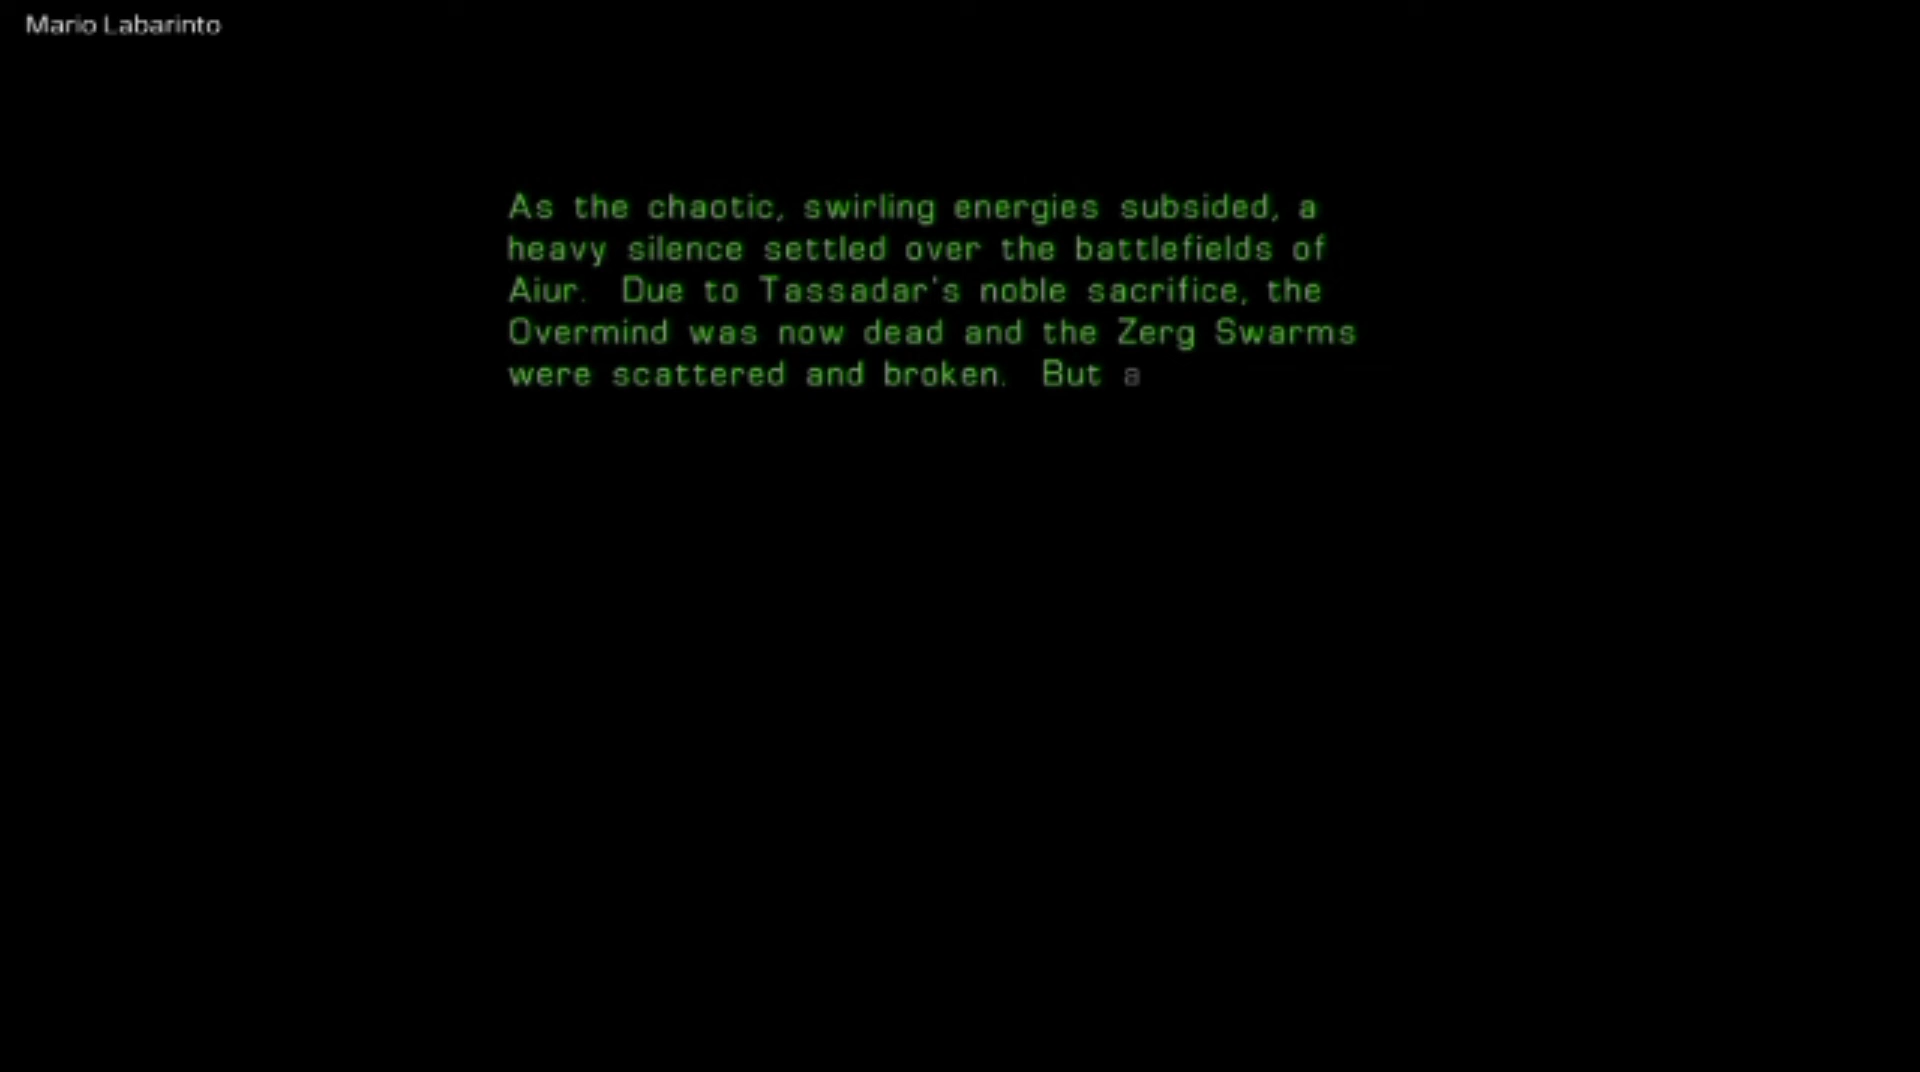 Mario Labarinto
As the chaotic, swirling energies subsided, a
heavy silence settled over the battlefields of
Aiur.  Due to Tassadar's noble sacrifice, the
Overmind was now dead and the Zerg Swarms
were scattered and broken.  But a